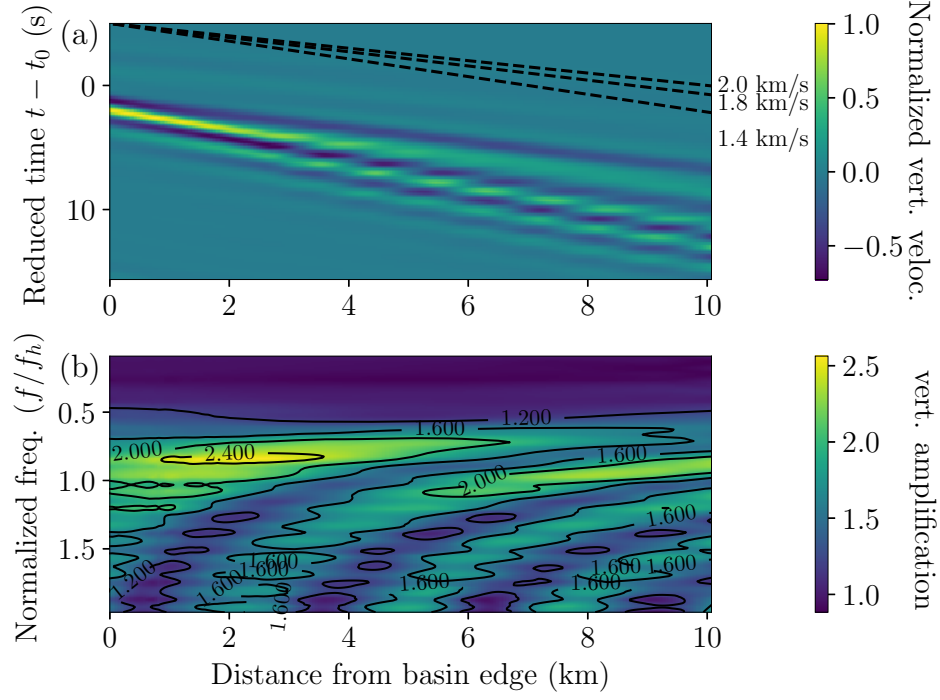 (a)
Reduced time t − t₀ (s)
0
10
2.0 km/s
1.8 km/s
1.4 km/s
0 2 4 6 8 10
1.0
0.5
0.0
−0.5
Normalized vert. veloc.
(b)
Normalized freq. (f/f_h)
0.5
1.0
1.5
1.200
1.600
2.000
2.400
1.600
2.000
1.600
1.200
1.600
1.600
1.600
1.600
1.600
1.600
1.600
1.600
0 2 4 6 8 10
Distance from basin edge (km)
2.5
2.0
1.5
1.0
vert. amplification